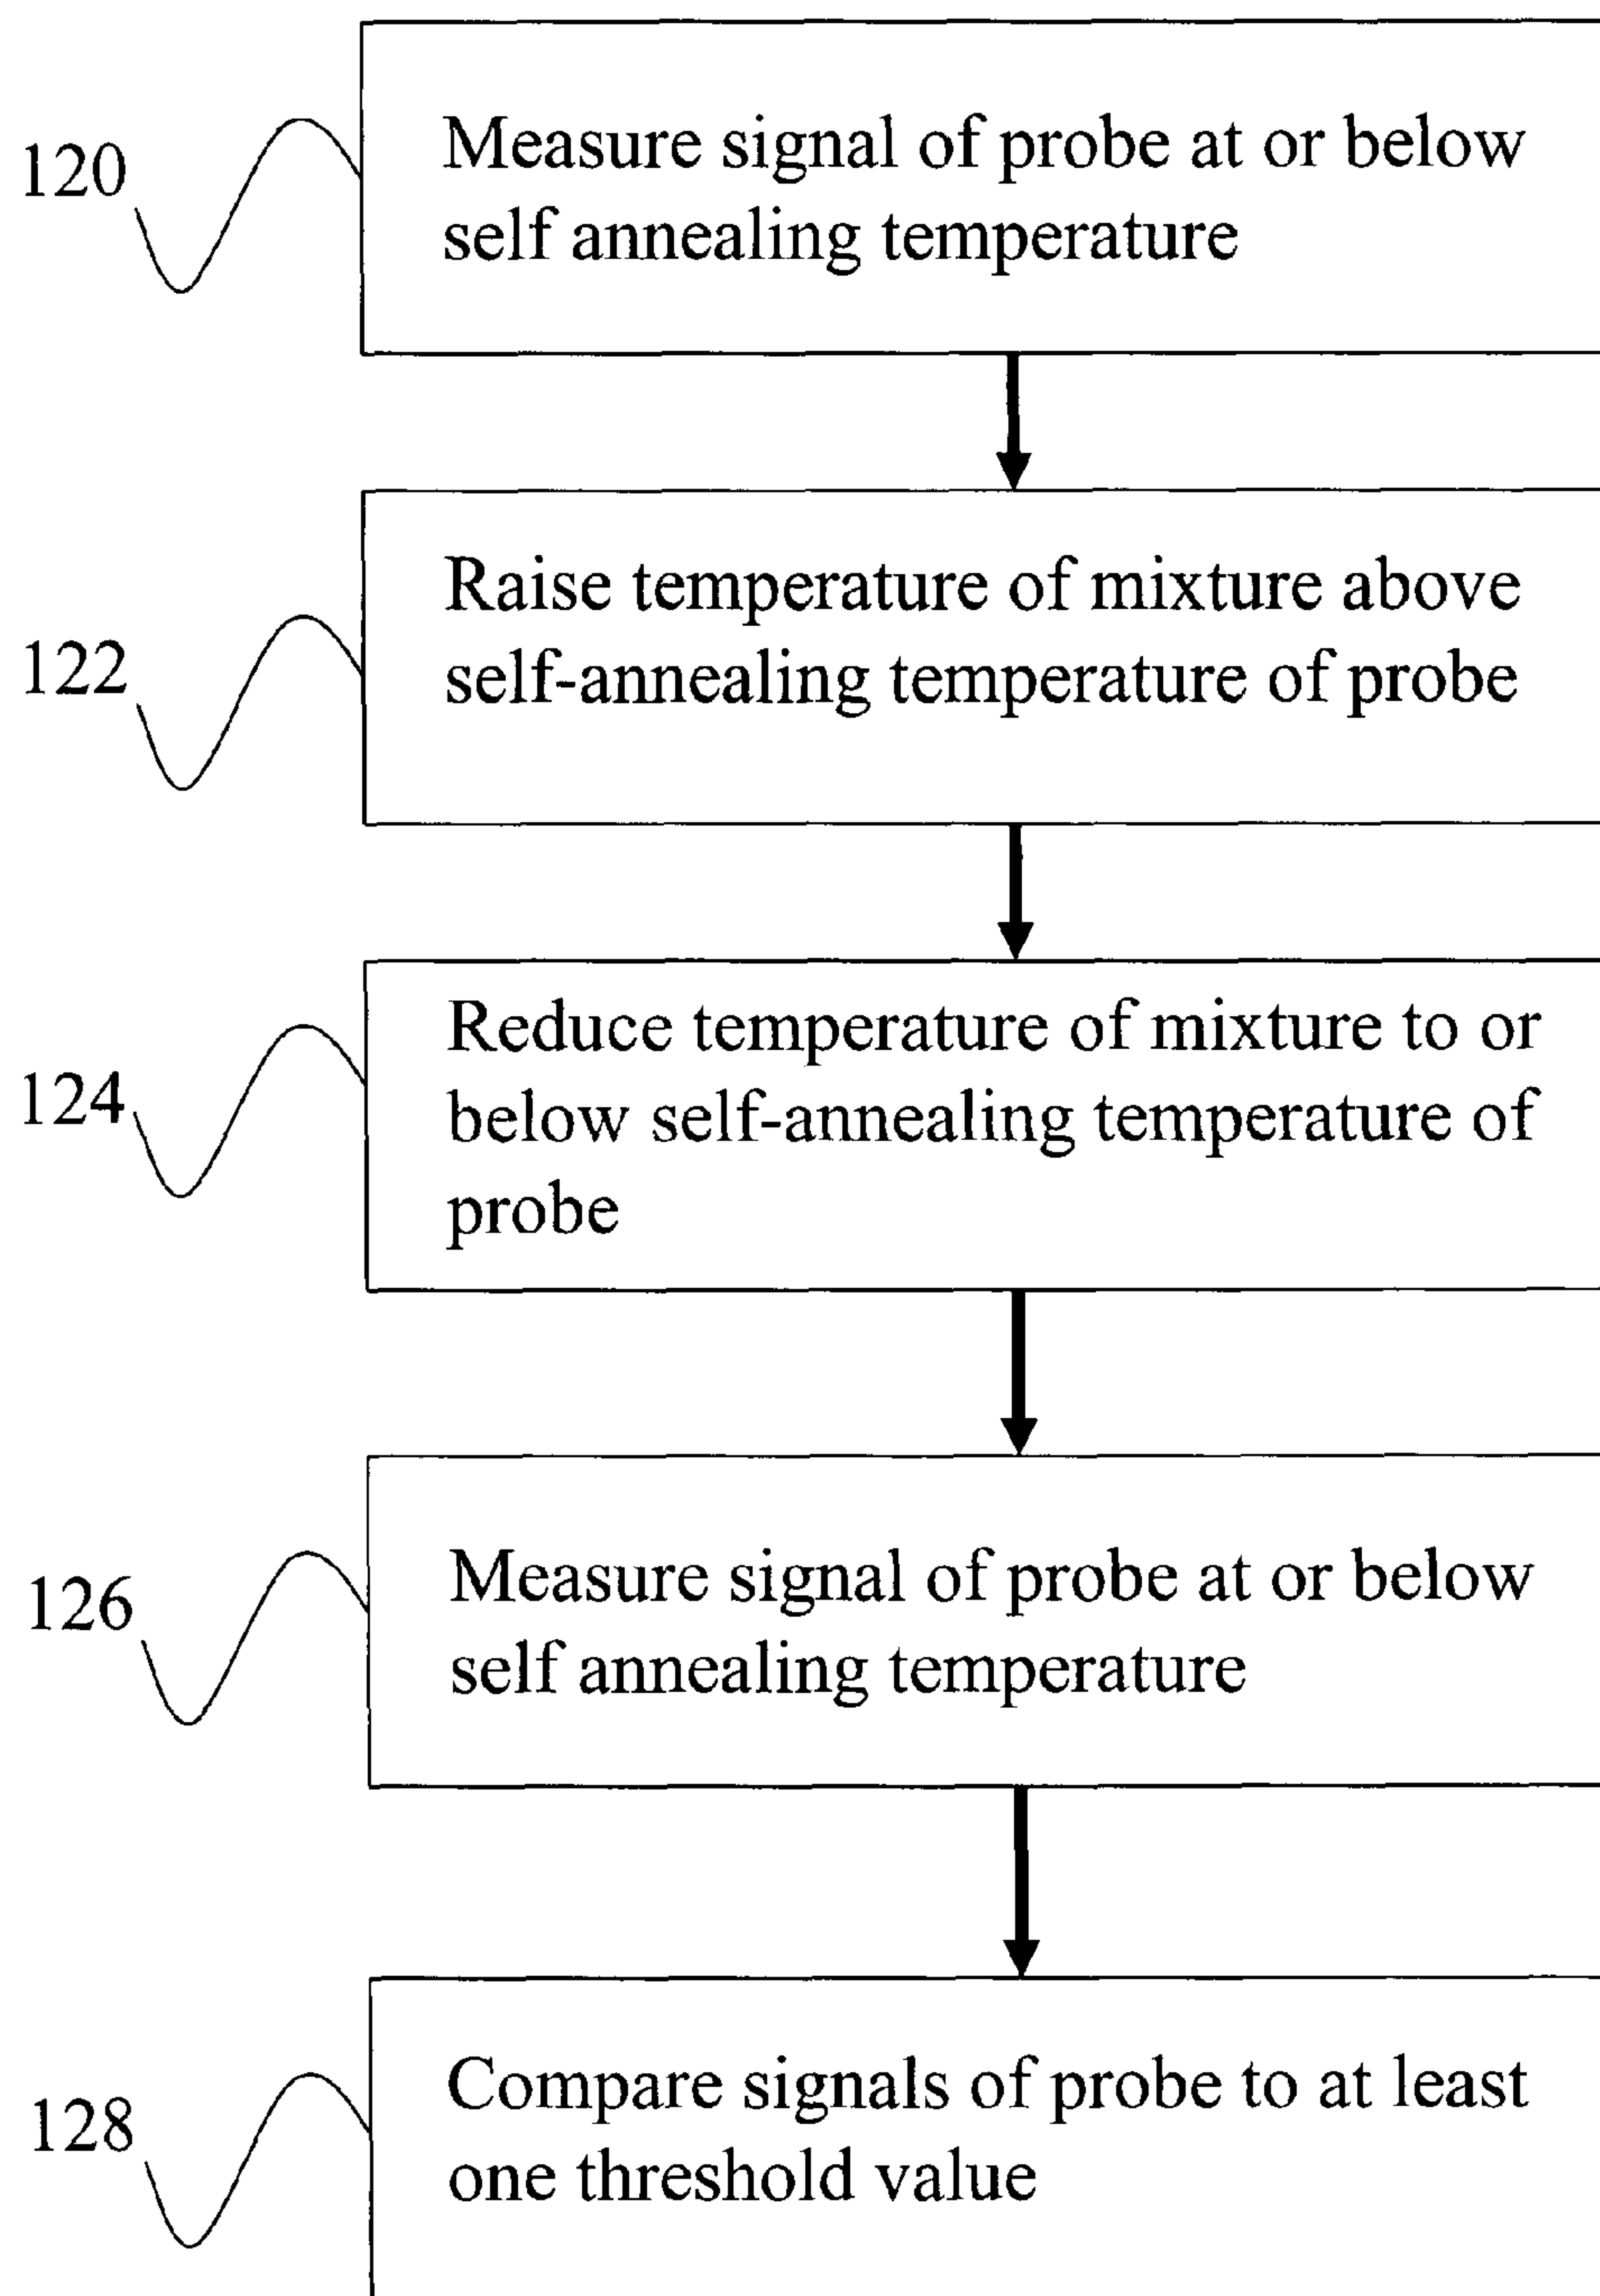 120
Measure signal of probe at or below
self annealing temperature
122
Raise temperature of mixture above
self-annealing temperature of probe
124
Reduce temperature of mixture to or
below self-annealing temperature of
probe
126
Measure signal of probe at or below
self annealing temperature
128
Compare signals of probe to at least
one threshold value